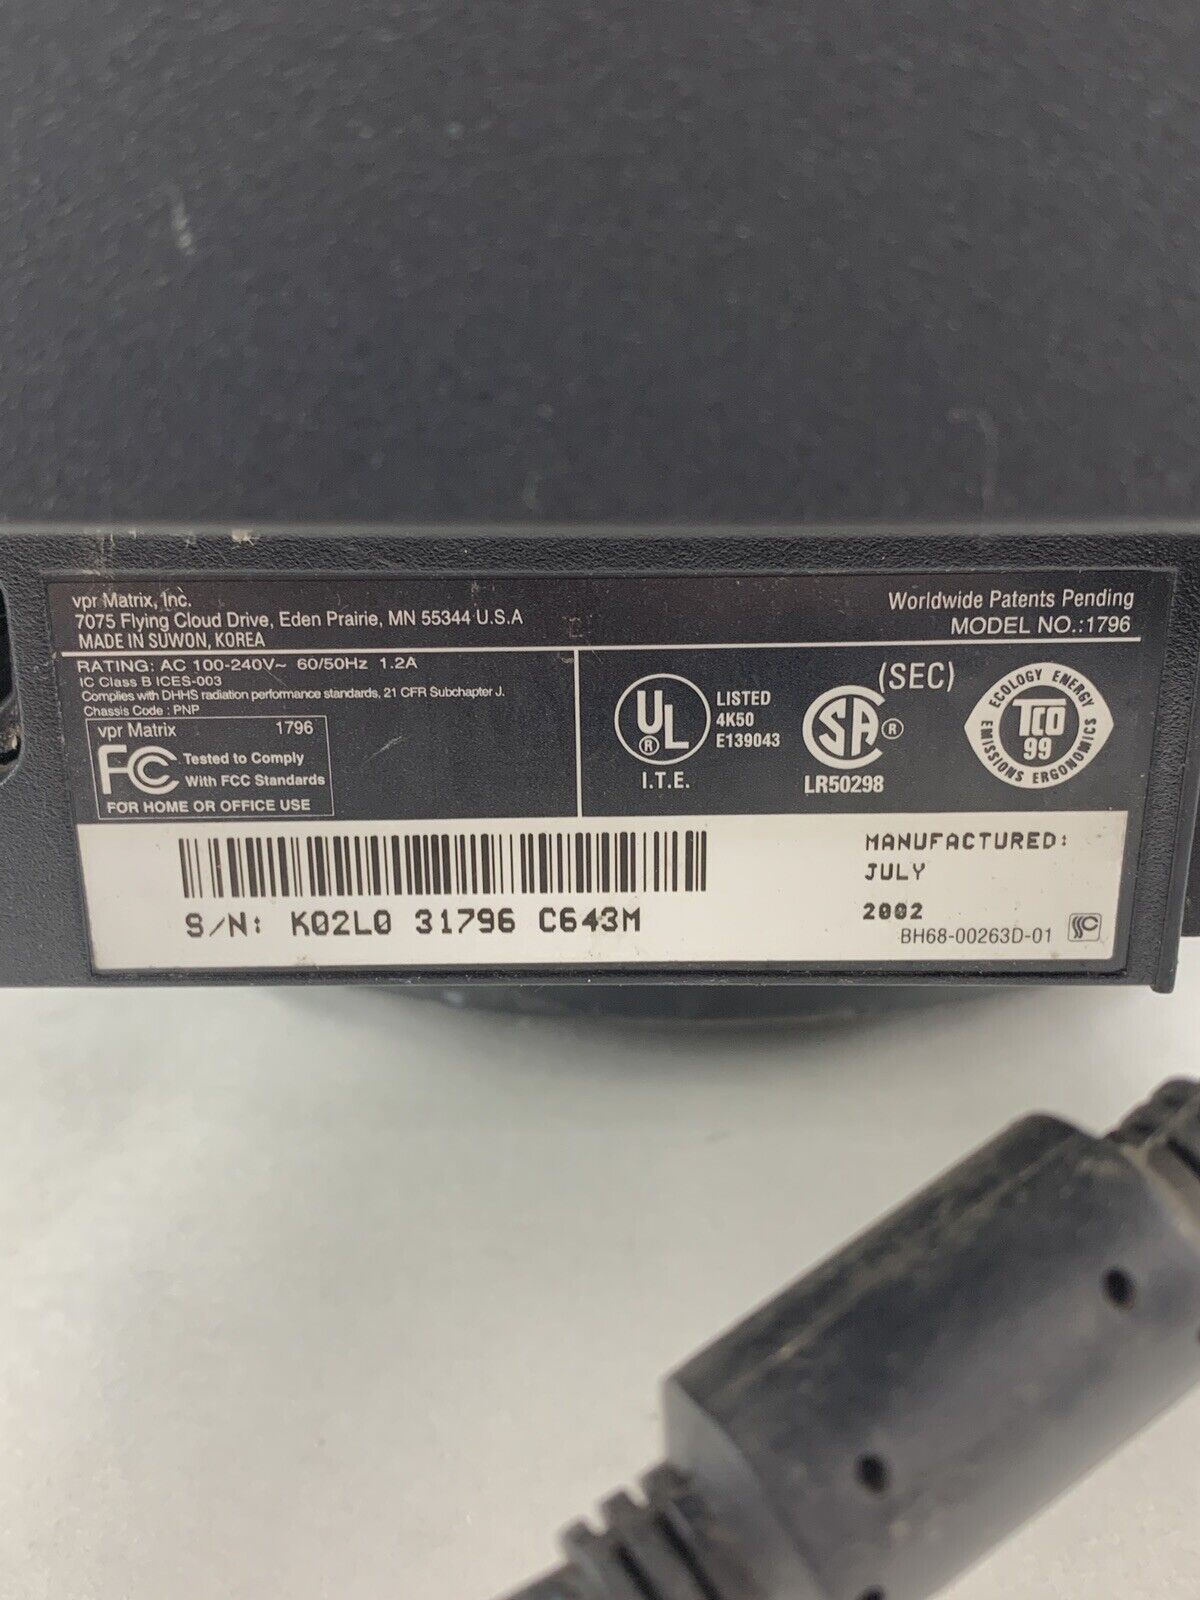 vpr Matrix, Inc.
7075 Flying Cloud Drive, Eden Prairie, MN 55344 U.S.A
MADE IN SUWON, KOREA
Worldwide Patents Pending
MODEL NO.:1796
RATING: AC 100-240V~ 60/50Hz 1.2A
IC Class B ICES-003
Complies with DHHS radiation performance standards, 21 CFR Subchapter J.
Chassis Code : PNP
vpr Matrix 1796
FC Tested to Comply
With FCC Standards
FOR HOME OR OFFICE USE
UL ®
LISTED
4K50
E139043
I.T.E.
(SEC)
SA ®
LR50298
ECOLOGY ENERGY
TCO
99
EMISSIONS ERGONOMICS
S/N: K02L0 31796 C643M
MANUFACTURED:
JULY
2002
BH68-00263D-01